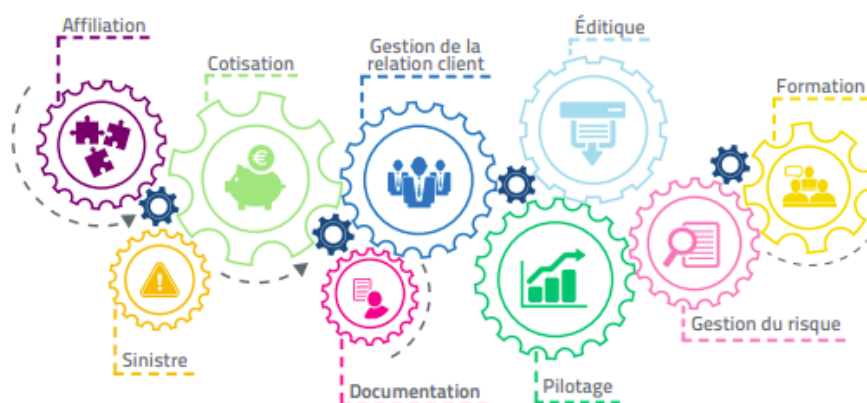 Affiliation
Cotisation
Gestion de la
relation client
Éditique
Formation
€
Sinistre
Documentation
Pilotage
Gestion du risque